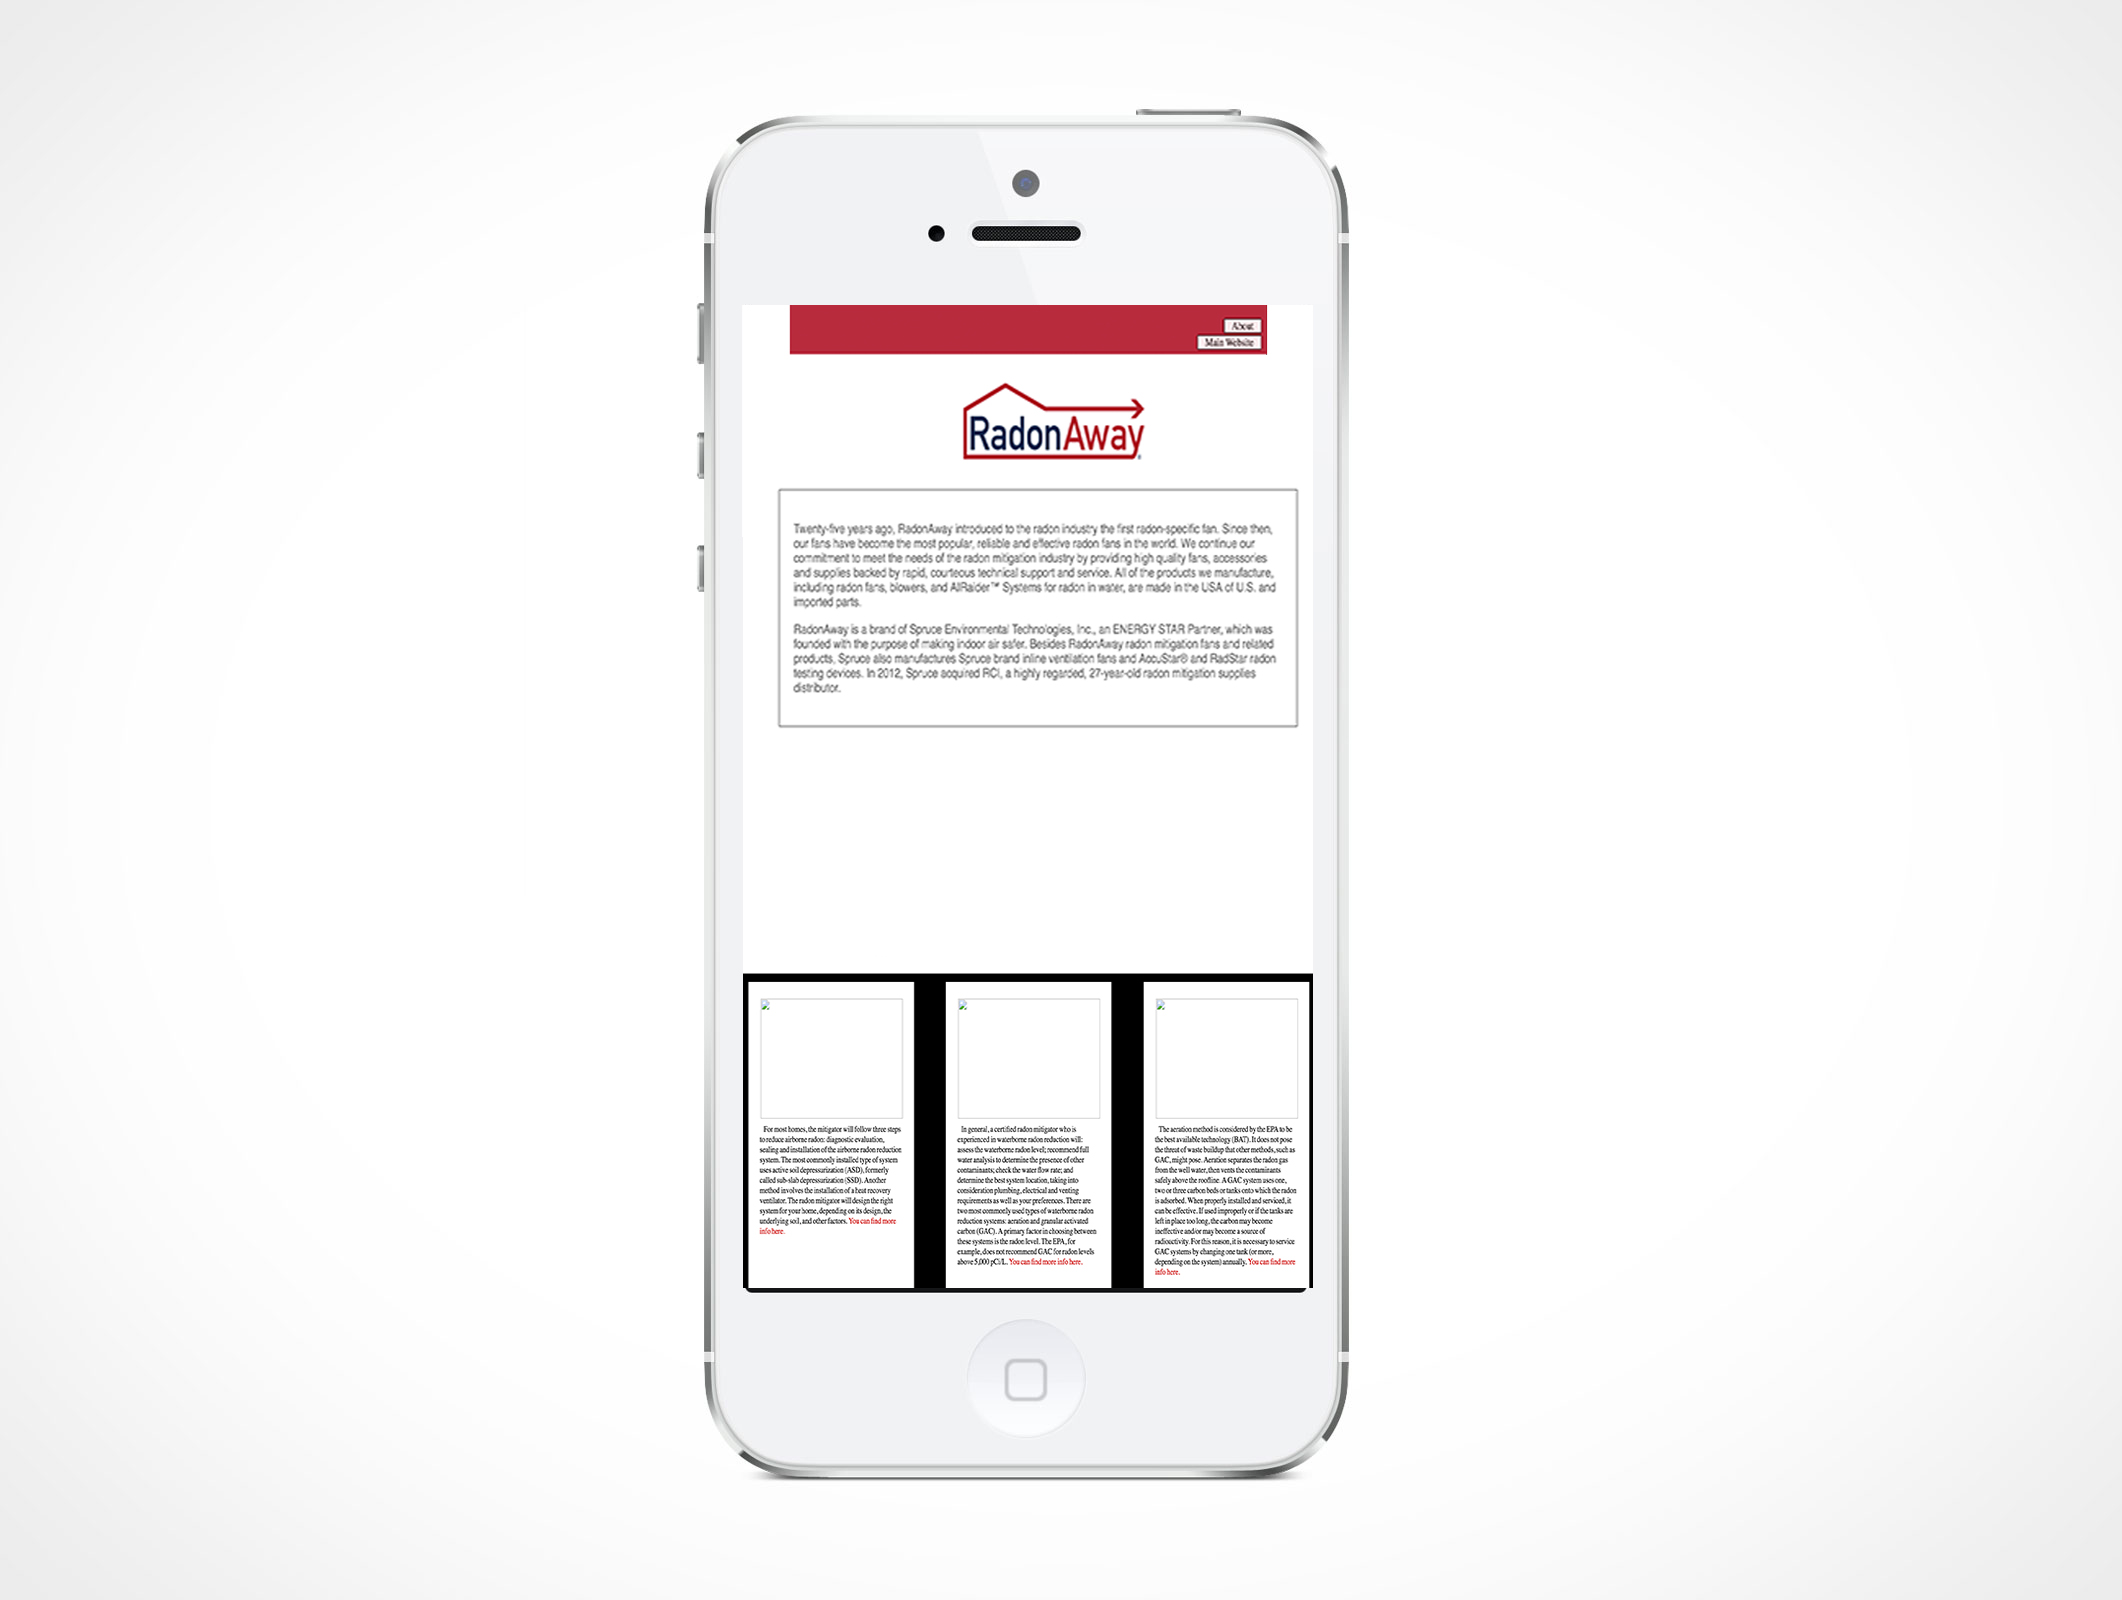 About
Main Website
RadonAway
Twenty-five years ago, RadonAway introduced to the radon industry the first radon-specific fan. Since then,
our fans have become the most popular, reliable and effective radon fans in the world. We continue our
commitment to meet the needs of the radon mitigation industry by providing high quality fans, accessories
and supplies backed by rapid, courteous technical support and service. All of the products we manufacture,
including radon fans, blowers, and AIRaider™ Systems for radon in water, are made in the USA of U.S. and
imported parts.
RadonAway is a brand of Spruce Environmental Technologies, Inc., an ENERGY STAR Partner, which was
founded with the purpose of making indoor air safer. Besides RadonAway radon mitigation fans and related
products, Spruce also manufactures Spruce brand inline ventilation fans and AccuStar® and RadStar radon
testing devices. In 2012, Spruce acquired RCI, a highly regarded, 27-year-old radon mitigation supplies
distributor.
For most homes, the mitigator will follow three steps
to reduce airborne radon: diagnostic evaluation,
sealing and installation of the airborne radon reduction
system. The most commonly installed type of system
uses active soil depressurization (ASD), formerly
called sub-slab depressurization (SSD). Another
method involves the installation of a heat recovery
ventilator. The radon mitigator will design the right
system for your home, depending on its design, the
underlying soil, and other factors. You can find more
info here.
In general, a certified radon mitigator who is
experienced in waterborne radon reduction will:
assess the waterborne radon level; recommend full
water analysis to determine the presence of other
contaminants; check the water flow rate; and
determine the best system location, taking into
consideration plumbing, electrical and venting
requirements as well as your preferences. There are
two most commonly used types of waterborne radon
reduction systems: aeration and granular activated
carbon (GAC). A primary factor in choosing between
these systems is the radon level. The EPA, for
example, does not recommend GAC for radon levels
above 5,000 pCi/L. You can find more info here.
The aeration method is considered by the EPA to be
the best available technology (BAT). It does not pose
the threat of waste buildup that other methods, such as
GAC, might pose. Aeration separates the radon gas
from the well water, then vents the contaminants
safely above the roofline. A GAC system uses one,
two or three carbon beds or tanks onto which the radon
is adsorbed. When properly installed and serviced, it
can be effective. If used improperly or if the tanks are
left in place too long, the carbon may become
ineffective and/or may become a source of
radioactivity. For this reason, it is necessary to service
GAC systems by changing one tank (or more,
depending on the system) annually. You can find more
info here.